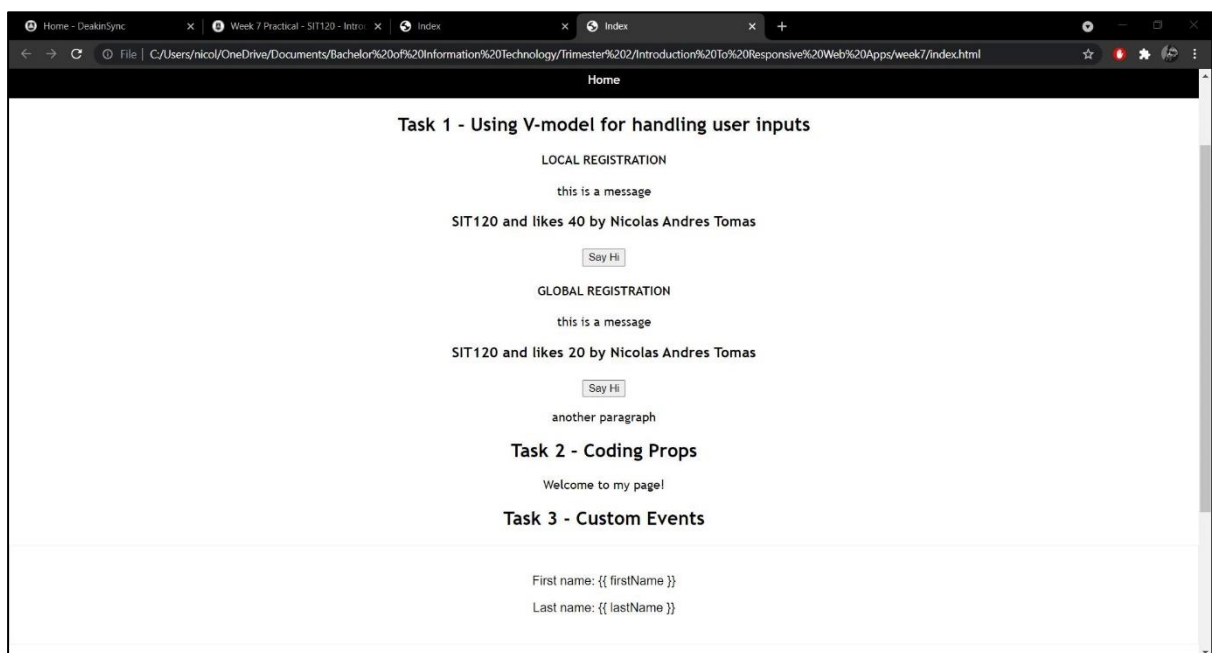 Home - DeakinSync
Week 7 Practical - SIT120 - Introd
Index
Index
File | C:/Users/nicol/OneDrive/Documents/Bachelor%20of%20Information%20Technology/Trimester%202/Introduction%20To%20Responsive%20Web%20Apps/week7/index.html
Home
Task 1 - Using V-model for handling user inputs
LOCAL REGISTRATION
this is a message
SIT120 and likes 40 by Nicolas Andres Tomas
Say Hi
GLOBAL REGISTRATION
this is a message
SIT120 and likes 20 by Nicolas Andres Tomas
Say Hi
another paragraph
Task 2 - Coding Props
Welcome to my page!
Task 3 - Custom Events
First name: {{ firstName }}
Last name: {{ lastName }}